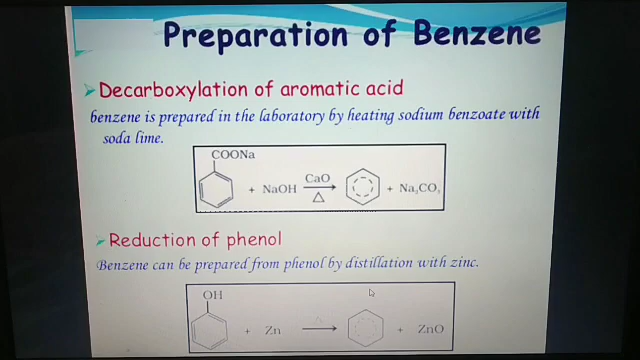 Preparation of Benzene
Decarboxylation of aromatic acid
benzene is prepared in the laboratory by heating sodium benzoate with
soda lime.
COONa
+ NaOH CaO △ + Na₂CO₃
Reduction of phenol
Benzene can be prepared from phenol by distillation with zinc.
OH
+ Zn △ + ZnO